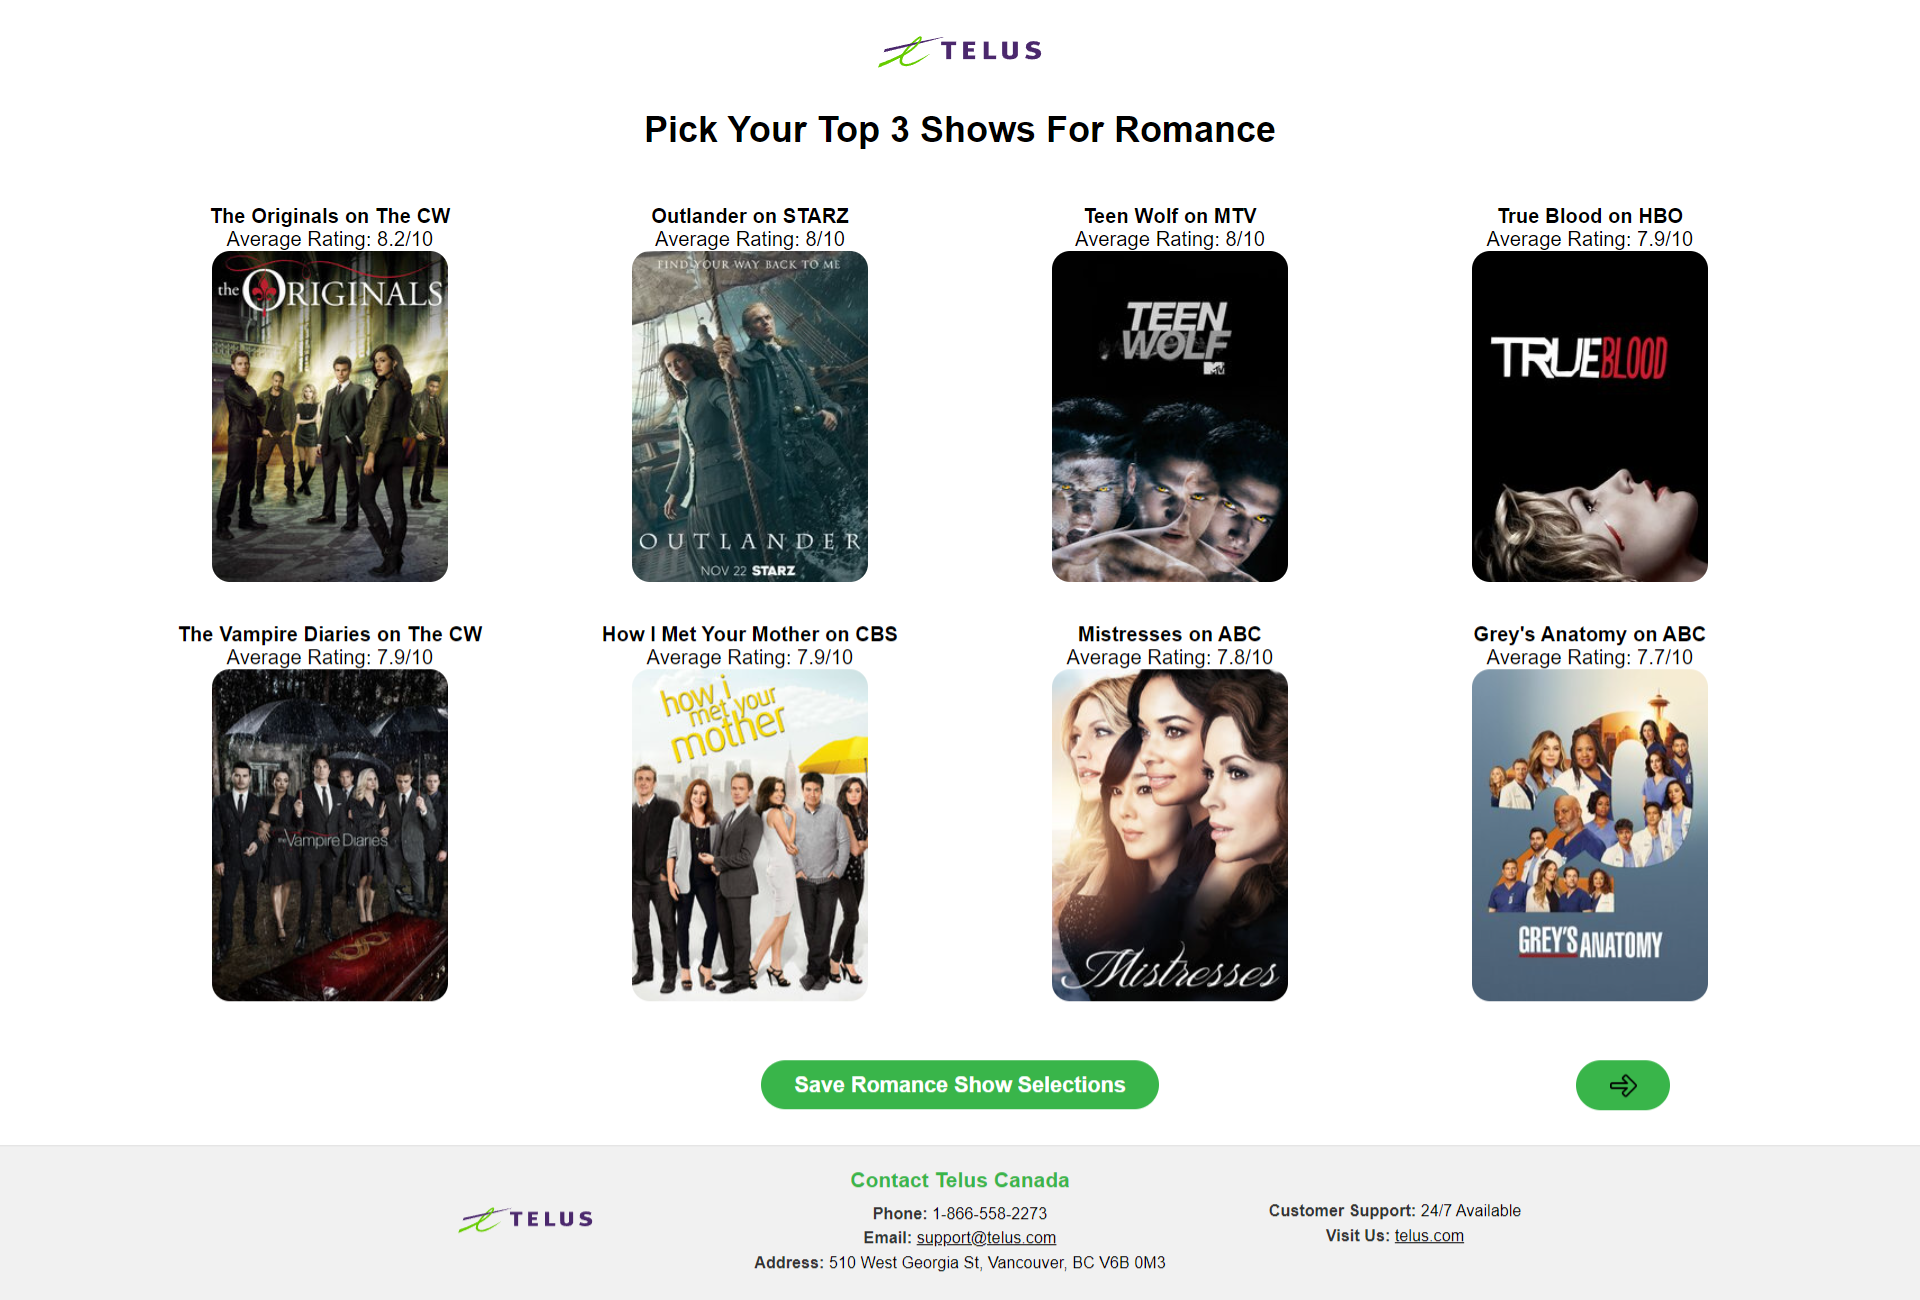 TELUS
Pick Your Top 3 Shows For Romance
The Originals on The CW
Average Rating: 8.2/10
the ORIGINALS
Outlander on STARZ
Average Rating: 8/10
FIND YOUR WAY BACK TO ME
OUTLANDER
NOV 22 STARZ
Teen Wolf on MTV
Average Rating: 8/10
TEEN
WOLF
MTV
True Blood on HBO
Average Rating: 7.9/10
TRUEBLOOD
The Vampire Diaries on The CW
Average Rating: 7.9/10
the Vampire Diaries
How I Met Your Mother on CBS
Average Rating: 7.9/10
how i
met your
mother
Mistresses on ABC
Average Rating: 7.8/10
Mistresses
Grey's Anatomy on ABC
Average Rating: 7.7/10
GREY'S ANATOMY
Save Romance Show Selections
TELUS
Contact Telus Canada
Phone: 1-866-558-2273
Email: support@telus.com
Address: 510 West Georgia St, Vancouver, BC V6B 0M3
Customer Support: 24/7 Available
Visit Us: telus.com